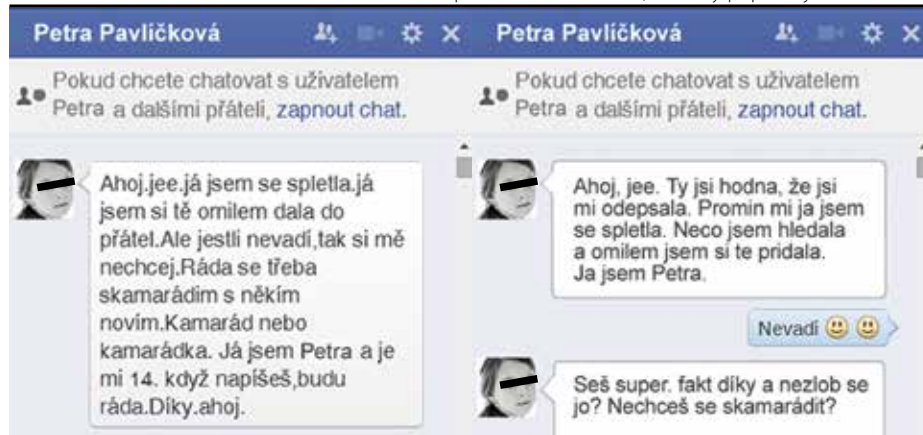 Petra Pavlíčková
Pokud chcete chatovat s uživatelem
Petra a dalšími přáteli, zapnout chat.
Ahoj.jee.já jsem se spletla.já
jsem si tě omilem dala do
přátel.Ale jestli nevadí,tak si mě
nechcej.Ráda se třeba
skamarádim s někím
novím.Kamarád nebo
kamarádka. Já jsem Petra a je
mi 14. když napíšeš,budu
ráda.Díky.ahoj.
Petra Pavlíčková
Pokud chcete chatovat s uživatelem
Petra a dalšími přáteli, zapnout chat.
Ahoj, jee. Ty jsi hodna, že jsi
mi odepsala. Promin mi ja jsem
se spletla. Neco jsem hledala
a omilem jsem si te pridala.
Ja jsem Petra.
Nevadí 🙂 🙂
Seš super. fakt díky a nezlob se
jo? Nechceš se skamarádit?